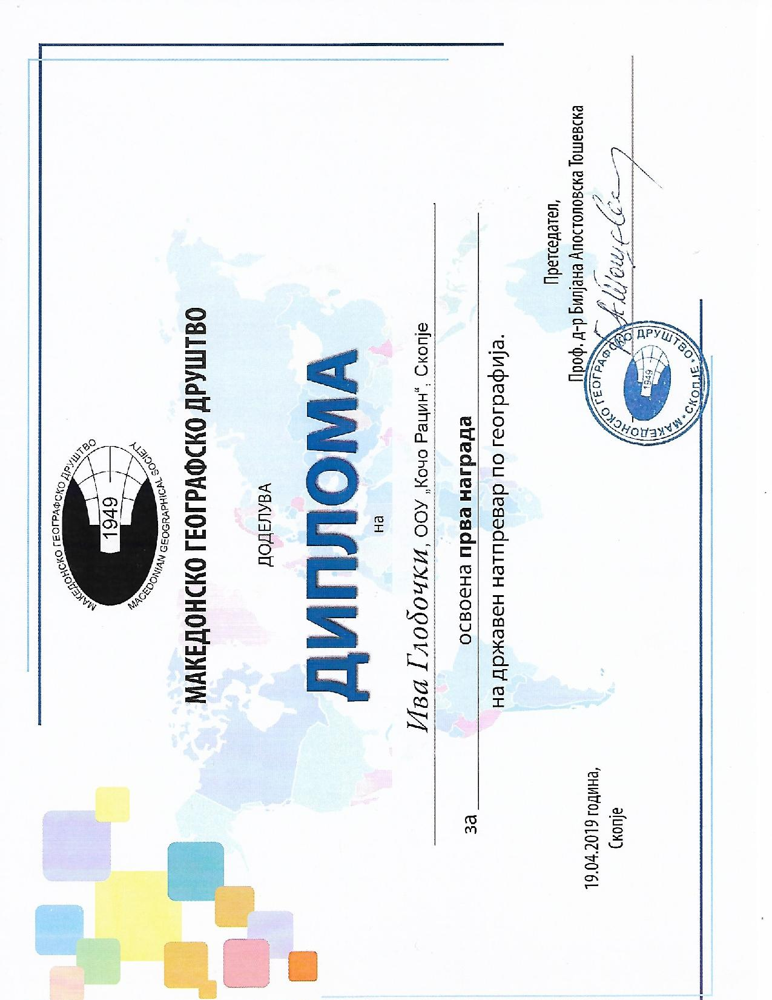 МАКЕДОНСКО ГЕОГРАФСКО ДРУШТВО
1949
MACEDONIAN GEOGRAPHICAL SOCIETY
МАКЕДОНСКО ГЕОГРАФСКО ДРУШТВО
ДОДЕЛУВА
ДИПЛОМА
на
Ива Глобочки, ООУ „Кочо Рацин“, Скопје
за освоена прва награда
на државен натпревар по географија.
Претседател,
Проф. д-р Билјана Апостоловска Тошевска
19.04.2019 година,
Скопје
МАКЕДОНСКО ГЕОГРАФСКО ДРУШТВО • СКОПЈЕ •
1949